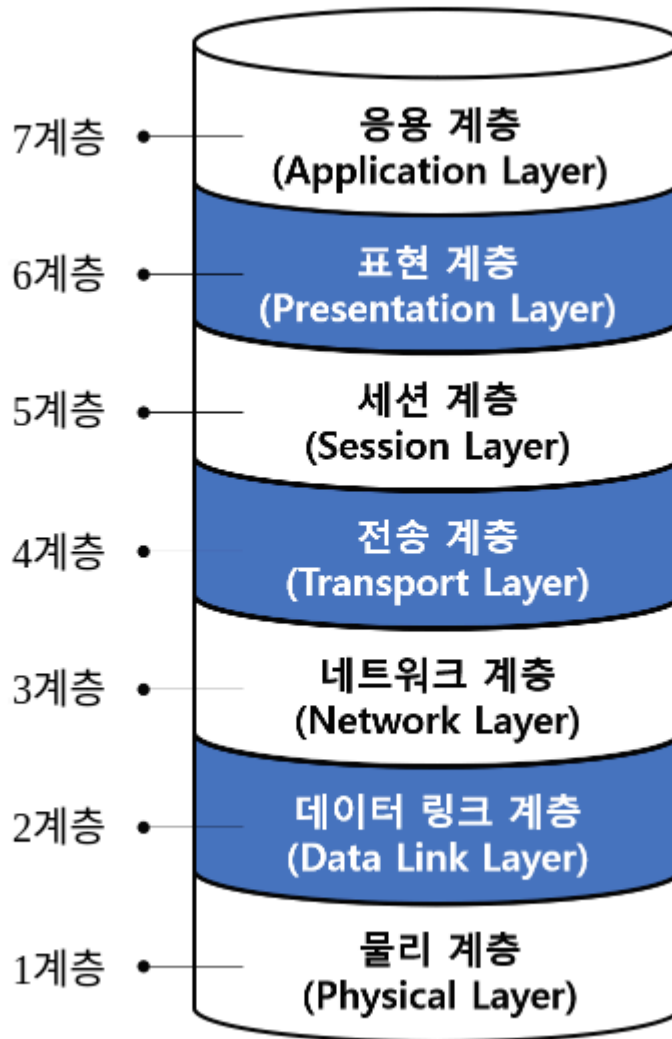 7계층
응용 계층
(Application Layer)
6계층
표현 계층
(Presentation Layer)
5계층
세션 계층
(Session Layer)
4계층
전송 계층
(Transport Layer)
3계층
네트워크 계층
(Network Layer)
2계층
데이터 링크 계층
(Data Link Layer)
1계층
물리 계층
(Physical Layer)